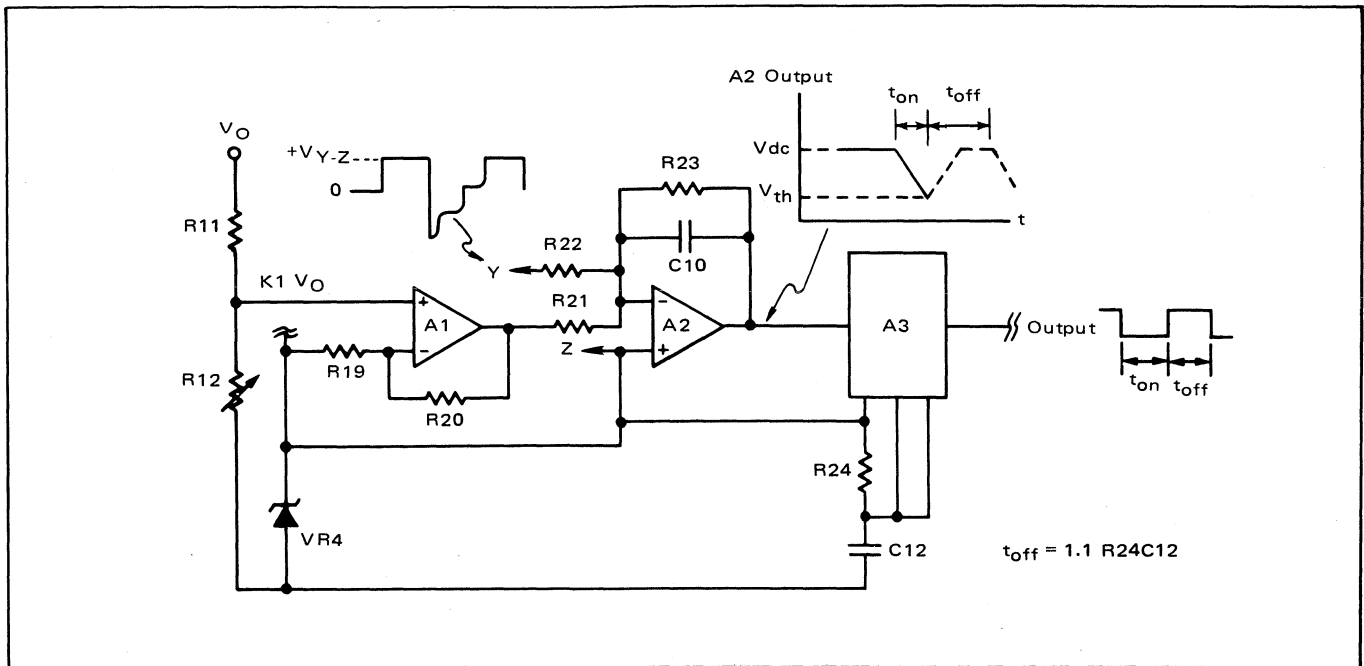 A2 Output
t_on t_off
V_O
+V_Y-Z
Vdc
R23
0
V_th
R11
t
R22
C10
Y
K1 V_O
R21
+
A1
-
-
A2
+
A3
Output
Z
R19
t_on t_off
R12
R20
R24
VR4
C12
t_off = 1.1 R24C12